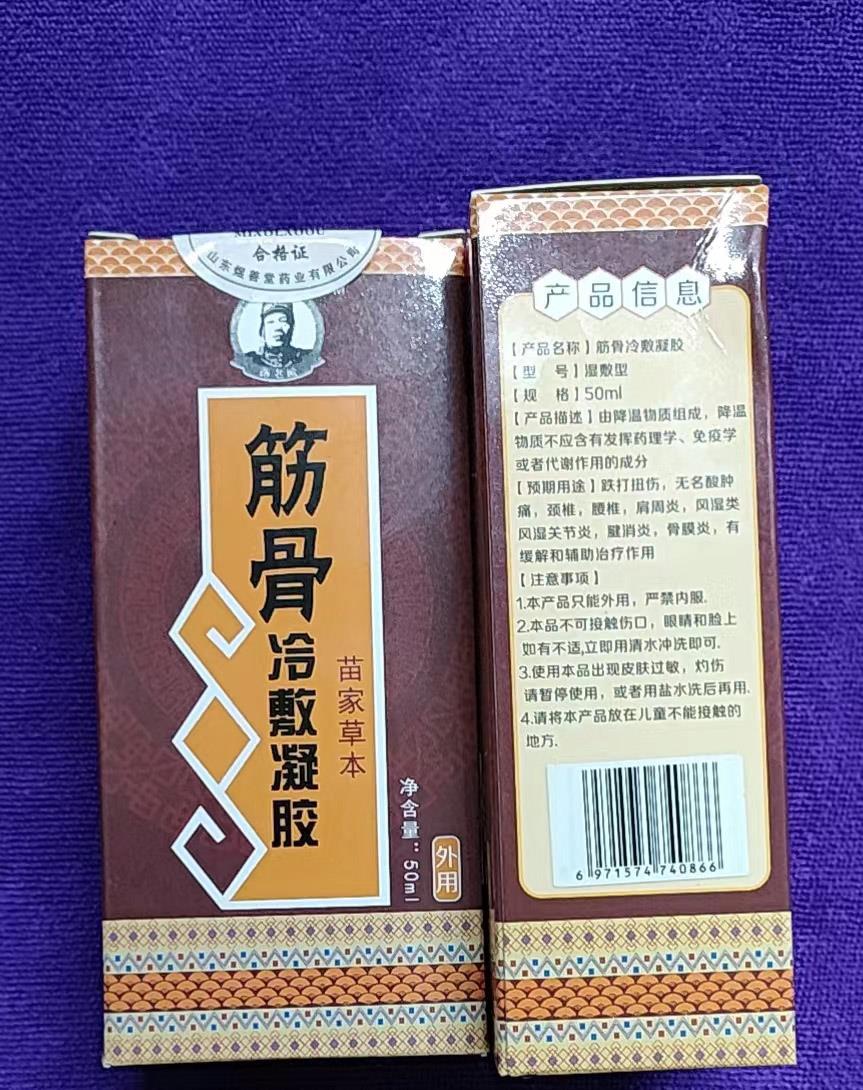 合格证
山东煜善堂药业有限公司
筋骨冷敷凝胶
苗家草本
净含量：50ml
外用
产品信息
【产品名称】筋骨冷敷凝胶
【型 号】湿敷型
【规 格】50ml
【产品描述】由降温物质组成，降温
物质不应含有发挥药理学、免疫学
或者代谢作用的成分
【预期用途】跌打扭伤，无名酸肿
痛，颈椎，腰椎，肩周炎，风湿类
风湿关节炎，腱消炎，骨膜炎，有
缓解和辅助治疗作用
【注意事项】
1.本产品只能外用，严禁内服.
2.本品不可接触伤口，眼睛和脸上
如有不适,立即用清水冲洗即可.
3.使用本品出现皮肤过敏，灼伤
请暂停使用，或者用盐水洗后再用.
4.请将本产品放在儿童不能接触的
地方.
6 971574 740866